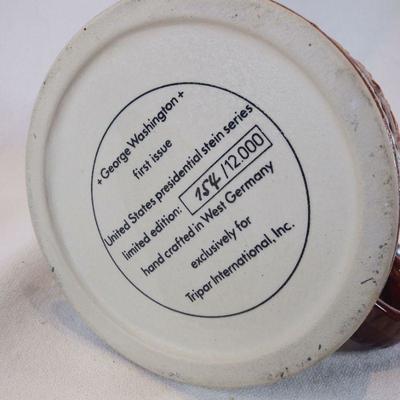 + George Washington +
first issue
United States presidential stein series
limited edition: 154 /12.000
hand crafted in West Germany
exclusively for
Tripar International, Inc.